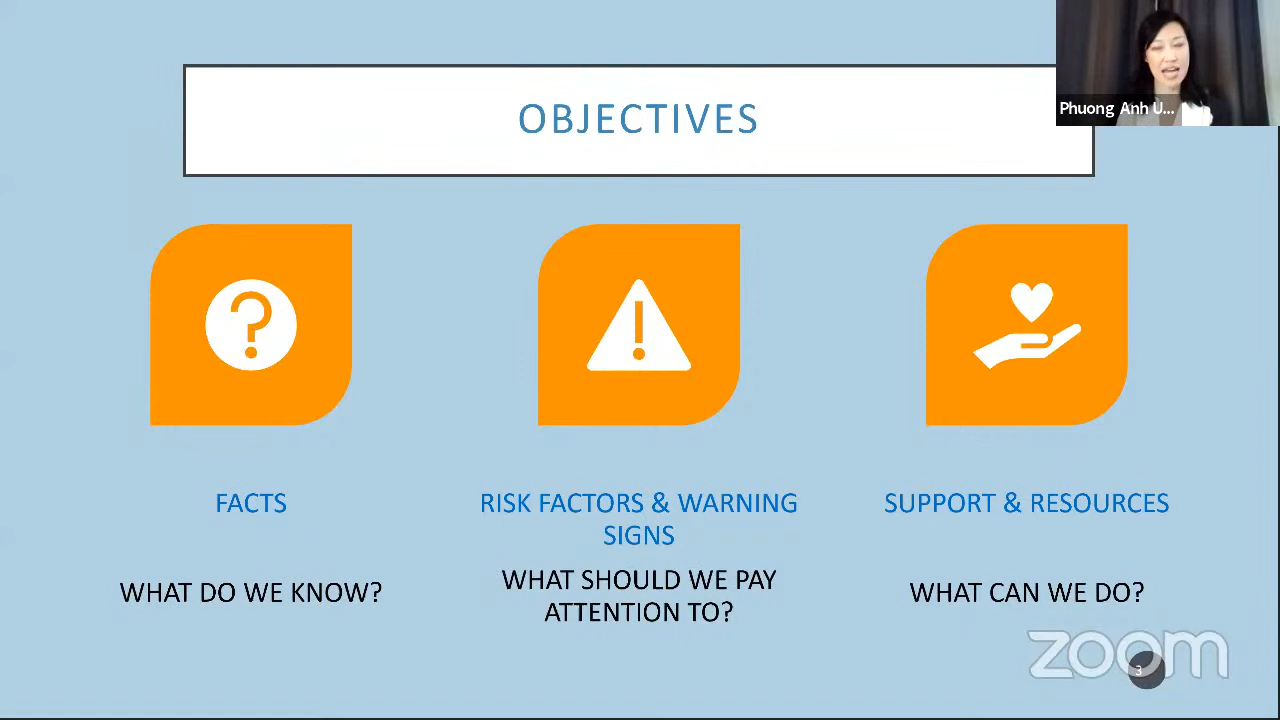 OBJECTIVES
Phuong Anh U...
FACTS
WHAT DO WE KNOW?
RISK FACTORS & WARNING
SIGNS
WHAT SHOULD WE PAY
ATTENTION TO?
SUPPORT & RESOURCES
WHAT CAN WE DO?
zoom
3